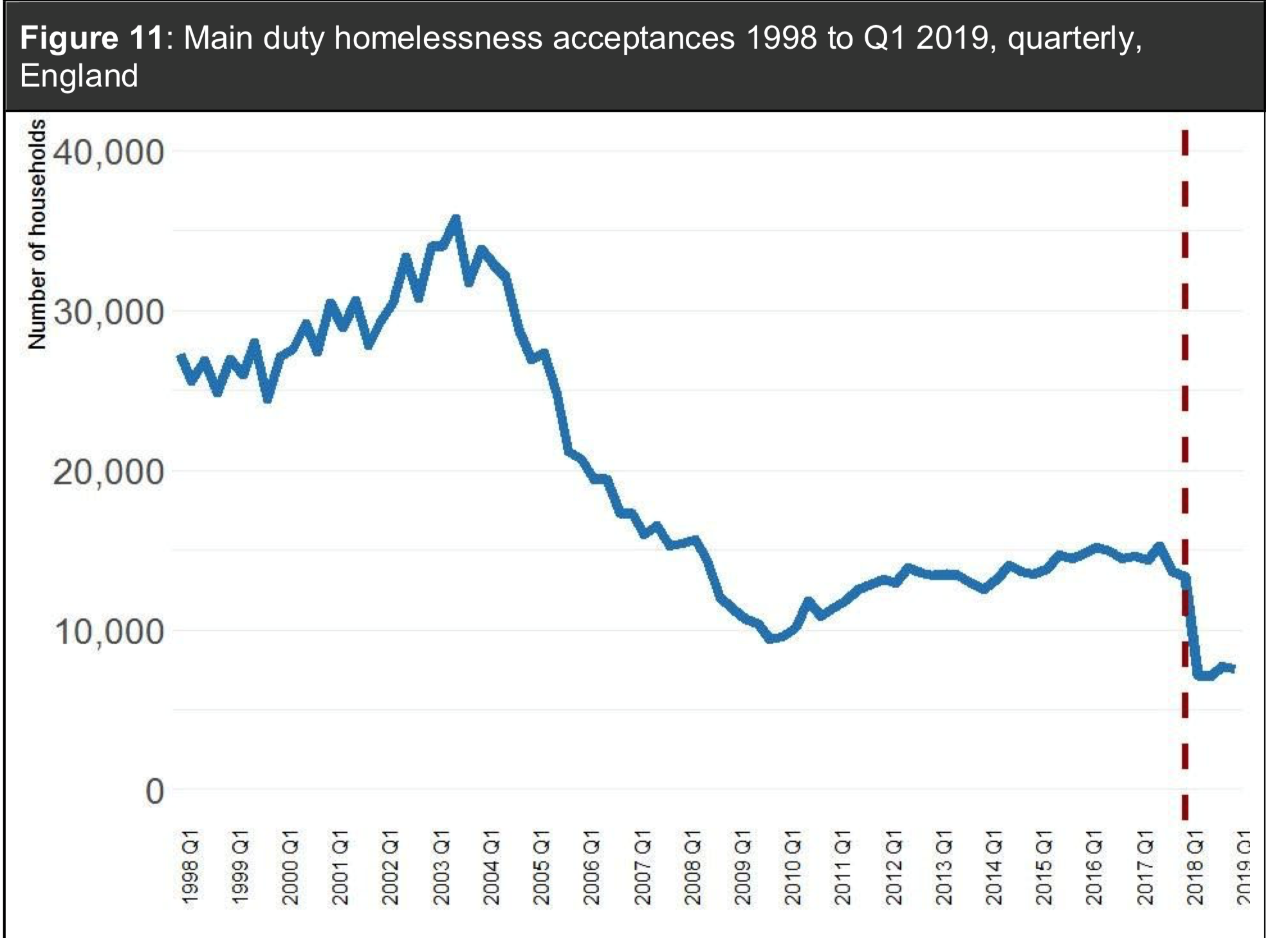 Figure 11: Main duty homelessness acceptances 1998 to Q1 2019, quarterly,
England
Number of households
40,000
30,000
20,000
10,000
0
1998 Q1
1999 Q1
2000 Q1
2001 Q1
2002 Q1
2003 Q1
2004 Q1
2005 Q1
2006 Q1
2007 Q1
2008 Q1
2009 Q1
2010 Q1
2011 Q1
2012 Q1
2013 Q1
2014 Q1
2015 Q1
2016 Q1
2017 Q1
2018 Q1
2019 Q1